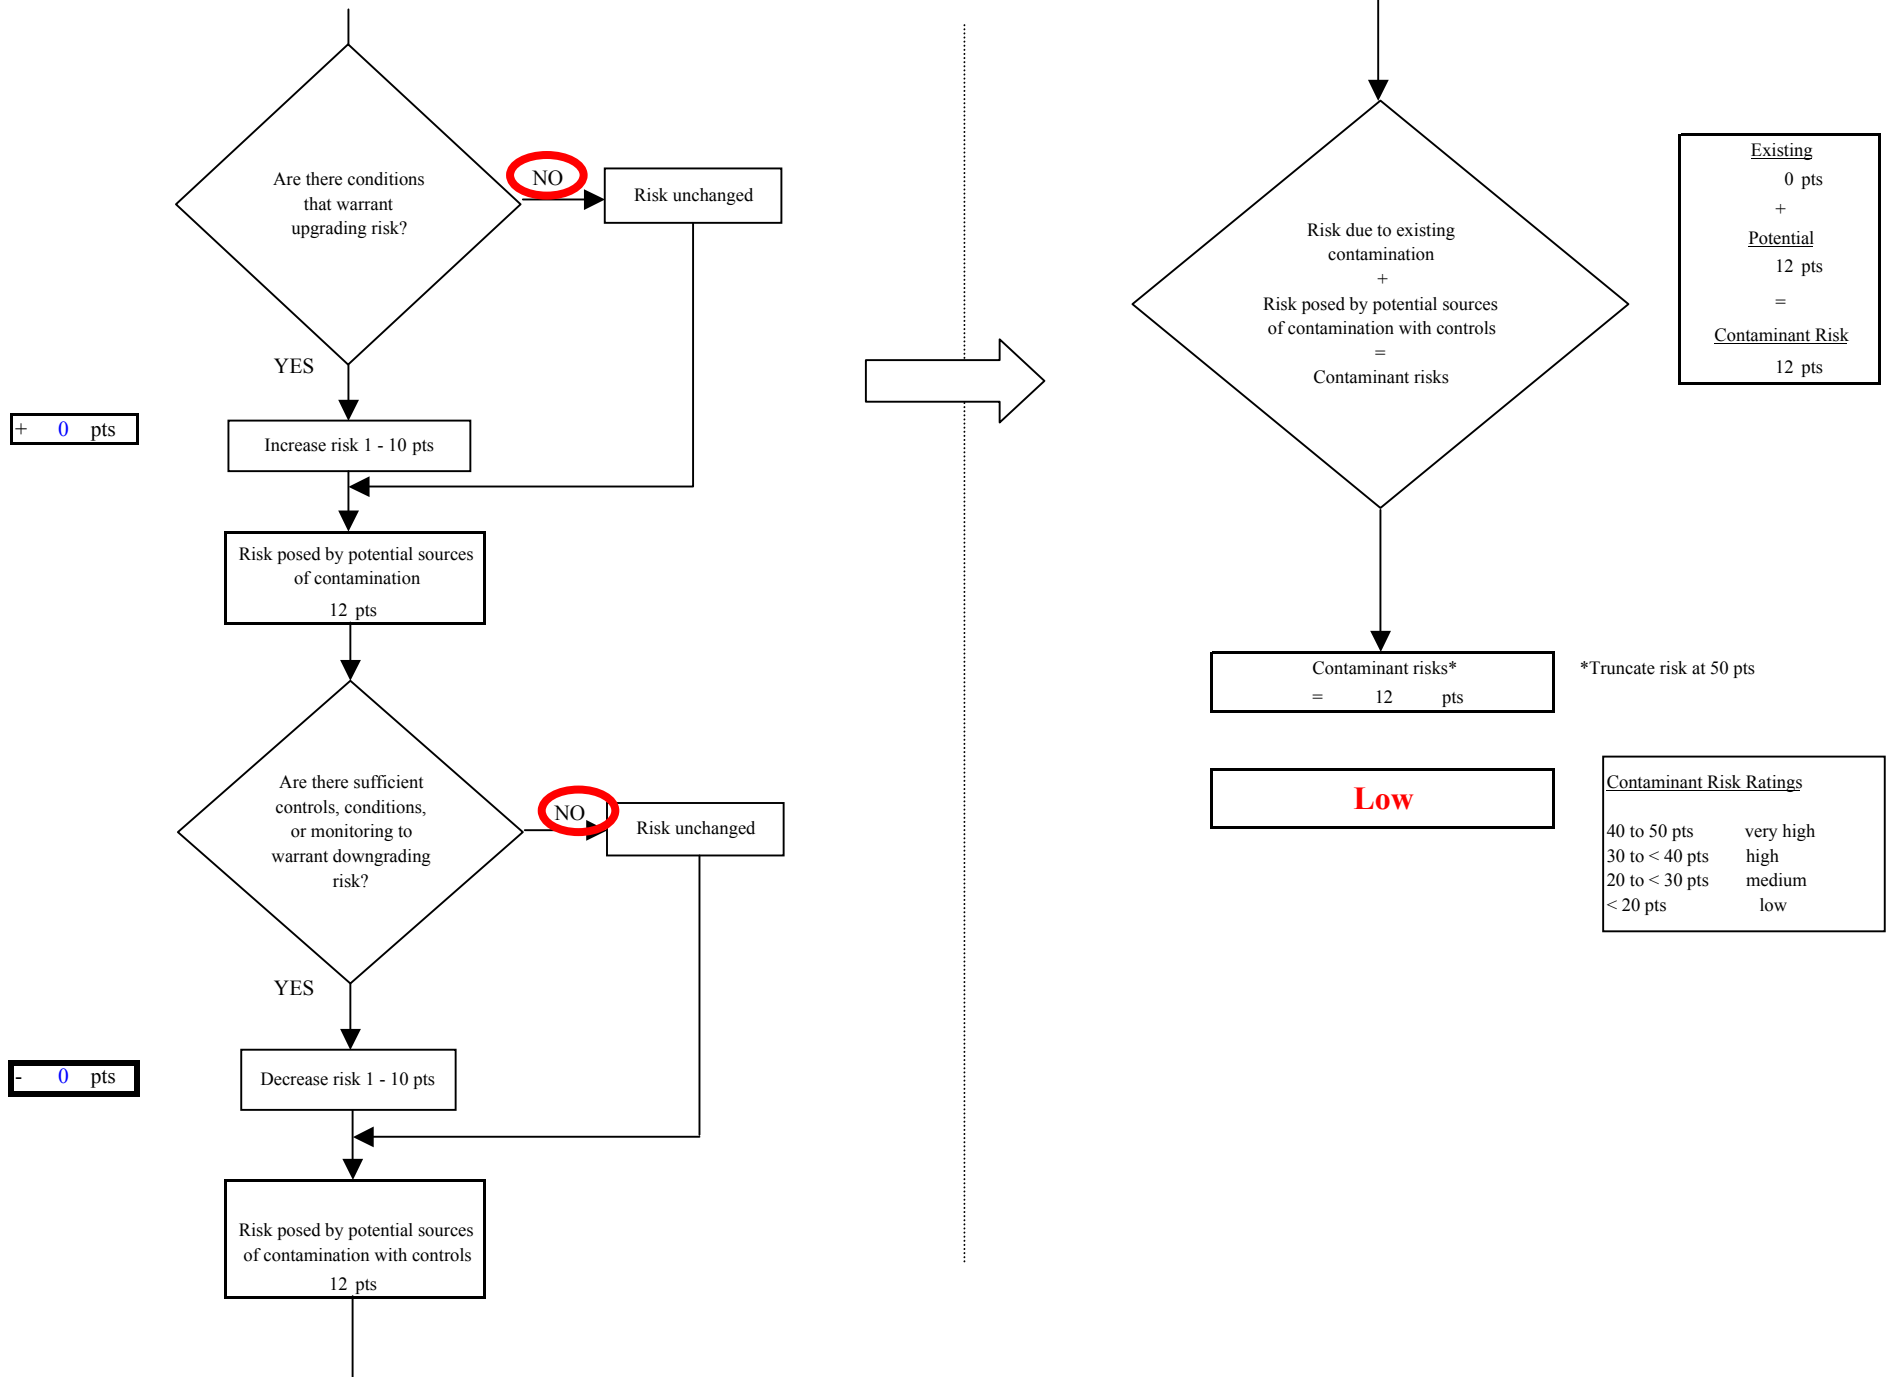 Are there conditions
that warrant
upgrading risk?
NO
Risk unchanged
YES
+ 0 pts
Increase risk 1 - 10 pts
Risk posed by potential sources
of contamination
12 pts
Are there sufficient
controls, conditions,
or monitoring to
warrant downgrading
risk?
NO
Risk unchanged
YES
- 0 pts
Decrease risk 1 - 10 pts
Risk posed by potential sources
of contamination with controls
12 pts
Risk due to existing
contamination
+
Risk posed by potential sources
of contamination with controls
=
Contaminant risks
Existing
0 pts
+
Potential
12 pts
=
Contaminant Risk
12 pts
Contaminant risks*
= 12 pts
*Truncate risk at 50 pts
Low
Contaminant Risk Ratings
40 to 50 pts very high
30 to < 40 pts high
20 to < 30 pts medium
< 20 pts low